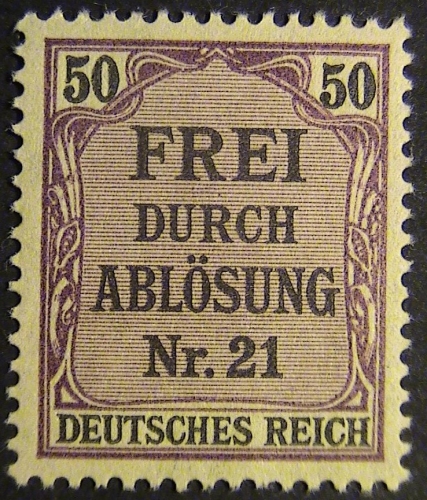 50 50
FREI
DURCH
ABLÖSUNG
Nr. 21
DEUTSCHES REICH